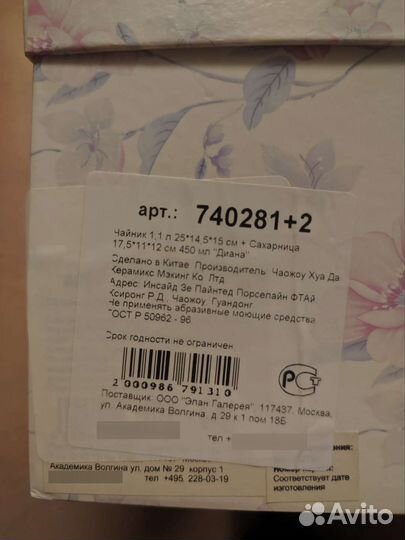 арт.: 740281+2
Чайник 1,1 л 25*14,5*15 см + Сахарница
17,5*11*12 см 450 мл "Диана"
Сделано в Китае Производитель Чаожоу Хуа Да
Керамикс Мэкинг Ко Лтд
Адрес: Инсайд Зе Пайнтед Порселайн ФТАй
Ксиронг Р.Д. Чаожоу, Гуандонг
Не применять абразивные моющие средства
ГОСТ Р 50962 - 96
Срок годности не ограничен
2 000986 791310
РСТ
Поставщик: ООО "Элан Галерея" 117437, Москва,
ул. Академика Волгина, д 29 к 1 пом 18Б
тел +
Академика Волгина ул. дом № 29 корпус 1
тел +495, 228-03-19
Соответствует дате
изготовления
Avito